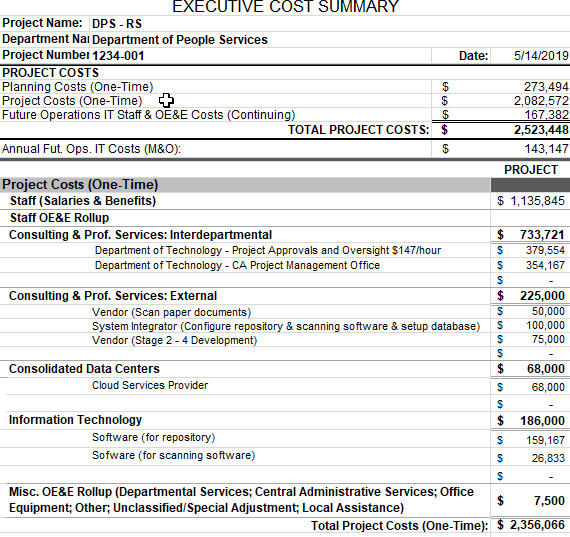 EXECUTIVE COST SUMMARY
Project Name: DPS - RS
Department Nar Department of People Services
Project Number 1234-001 Date: 5/14/2019
PROJECT COSTS
Planning Costs (One-Time) $ 273,494
Project Costs (One-Time) $ 2,082,572
Future Operations IT Staff & OE&E Costs (Continuing) $ 167,382
TOTAL PROJECT COSTS: $ 2,523,448
Annual Fut. Ops. IT Costs (M&O): $ 143,147
PROJECT
Project Costs (One-Time)
Staff (Salaries & Benefits) $ 1,135,845
Staff OE&E Rollup
Consulting & Prof. Services: Interdepartmental $ 733,721
Department of Technology - Project Approvals and Oversight $147/hour $ 379,554
Department of Technology - CA Project Management Office $ 354,167
$ -
Consulting & Prof. Services: External $ 225,000
Vendor (Scan paper documents) $ 50,000
System Integrator (Configure repository & scanning software & setup database) $ 100,000
Vendor (Stage 2 - 4 Development) $ 75,000
$ -
Consolidated Data Centers $ 68,000
Cloud Services Provider $ 68,000
$ -
Information Technology $ 186,000
Software (for repository) $ 159,167
Sofware (for scanning software) $ 26,833
$ -
Misc. OE&E Rollup (Departmental Services; Central Administrative Services; Office
Equipment; Other; Unclassified/Special Adjustment; Local Assistance) $ 7,500
Total Project Costs (One-Time): $ 2,356,066